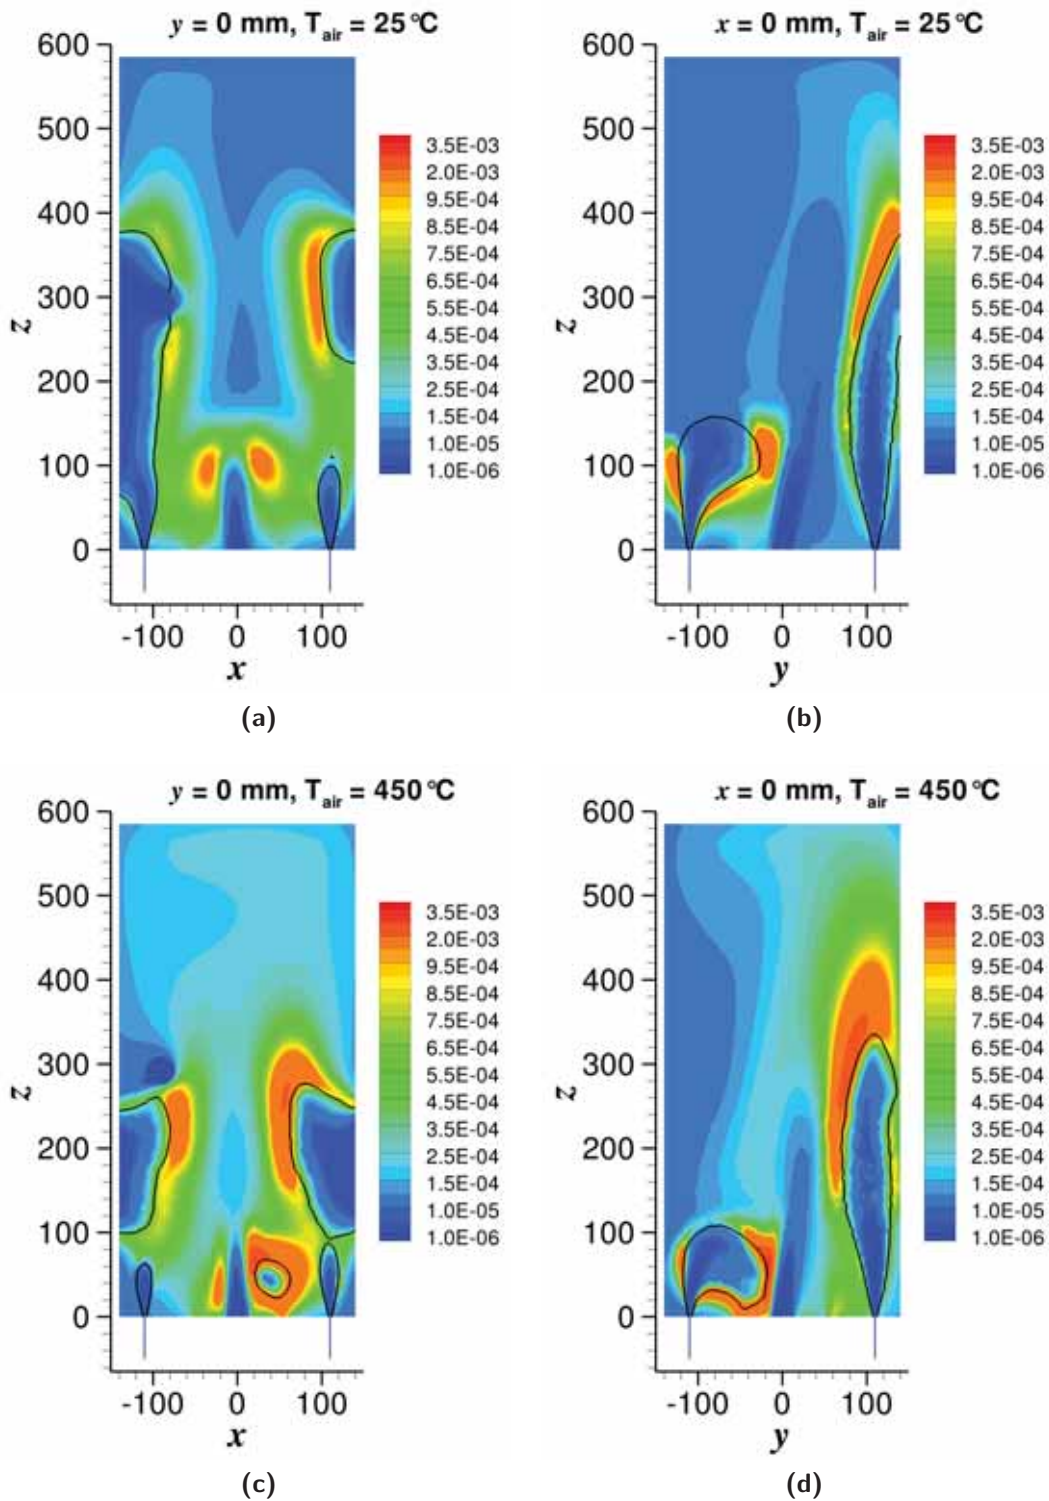 y = 0 mm, Tair = 25°C
600
500
400
300
200
100
0
z
-100 0 100
x
3.5E-03
2.0E-03
9.5E-04
8.5E-04
7.5E-04
6.5E-04
5.5E-04
4.5E-04
3.5E-04
2.5E-04
1.5E-04
1.0E-05
1.0E-06
(a)
x = 0 mm, Tair = 25°C
600
500
400
300
200
100
0
z
-100 0 100
y
3.5E-03
2.0E-03
9.5E-04
8.5E-04
7.5E-04
6.5E-04
5.5E-04
4.5E-04
3.5E-04
2.5E-04
1.5E-04
1.0E-05
1.0E-06
(b)
y = 0 mm, Tair = 450°C
600
500
400
300
200
100
0
z
-100 0 100
x
3.5E-03
2.0E-03
9.5E-04
8.5E-04
7.5E-04
6.5E-04
5.5E-04
4.5E-04
3.5E-04
2.5E-04
1.5E-04
1.0E-05
1.0E-06
(c)
x = 0 mm, Tair = 450°C
600
500
400
300
200
100
0
z
-100 0 100
y
3.5E-03
2.0E-03
9.5E-04
8.5E-04
7.5E-04
6.5E-04
5.5E-04
4.5E-04
3.5E-04
2.5E-04
1.5E-04
1.0E-05
1.0E-06
(d)